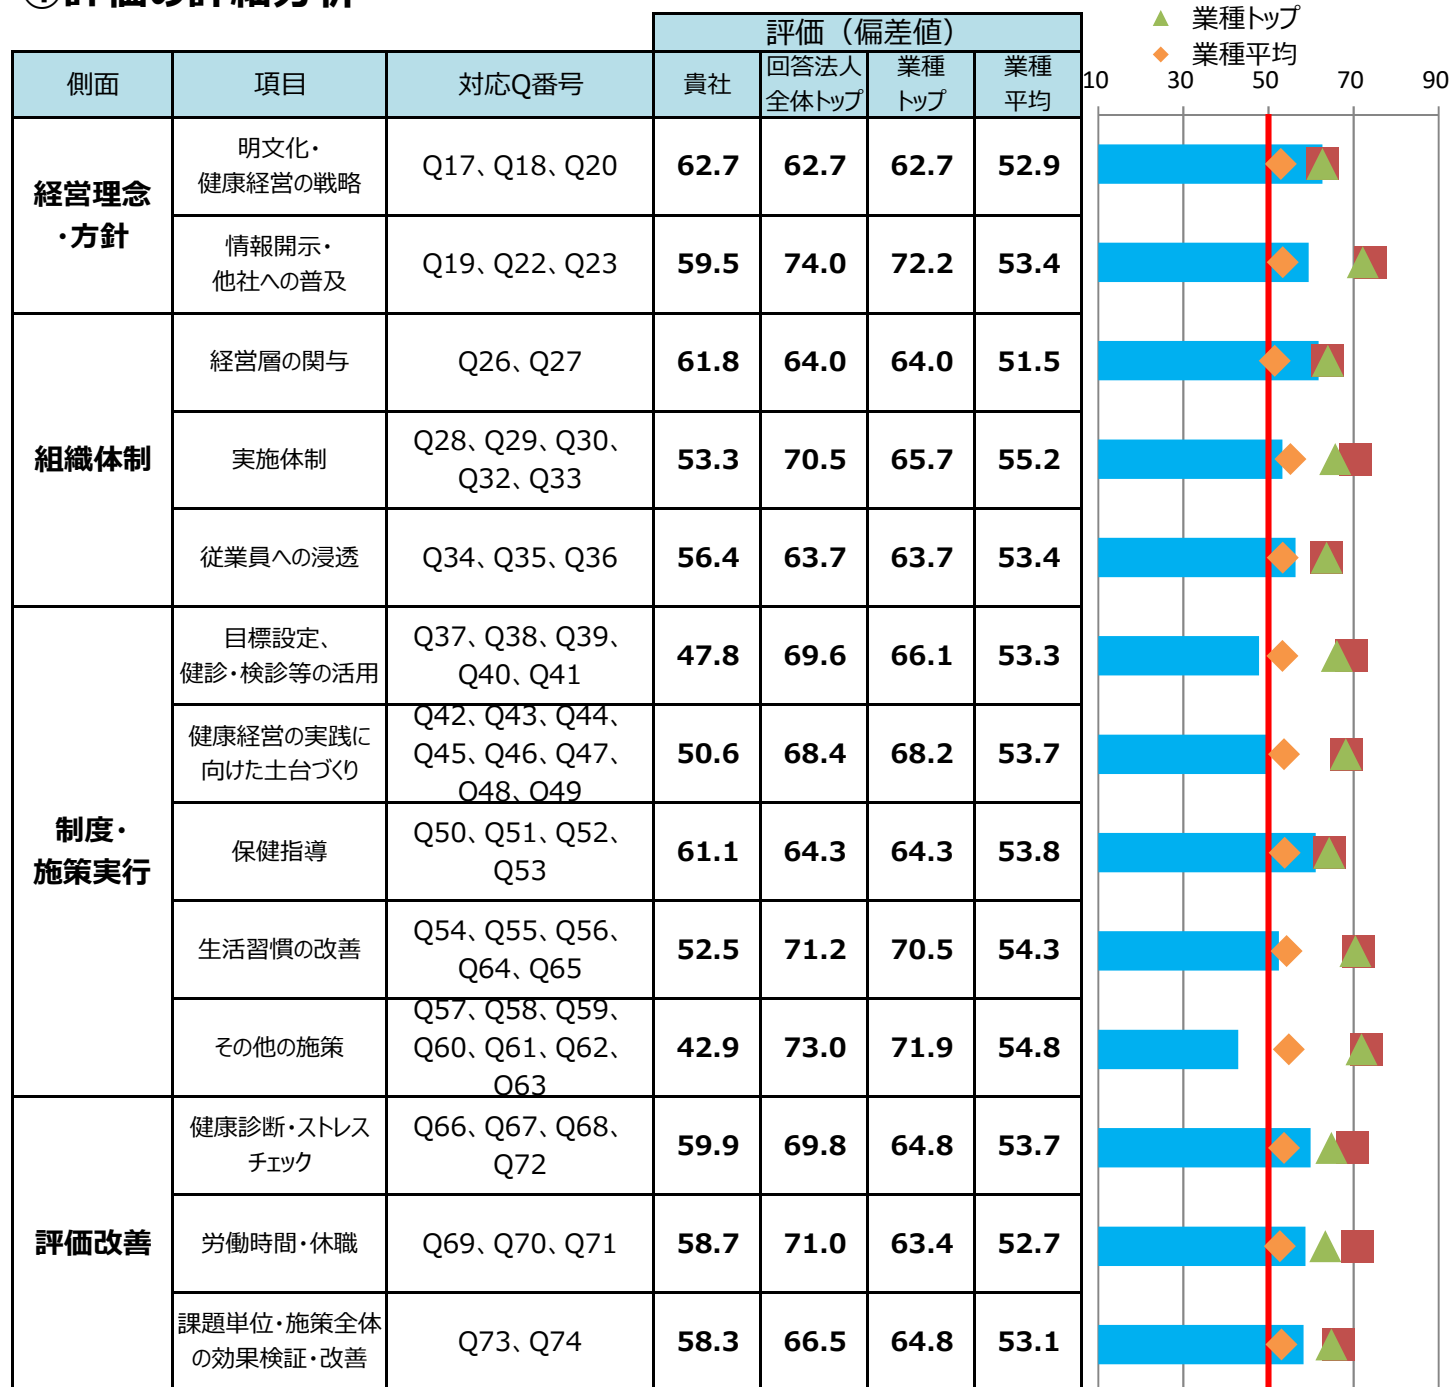 ①評価の詳細分析
▲ 業種トップ
◆ 業種平均
評価（偏差値）
側面 項目 対応Q番号 貴社 回答法人 業種 業種
全体トップ トップ 平均
10 30 50 70 90
経営理念
・方針
明文化・
健康経営の戦略
Q17、Q18、Q20 62.7 62.7 62.7 52.9
情報開示・
他社への普及
Q19、Q22、Q23 59.5 74.0 72.2 53.4
組織体制
経営層の関与 Q26、Q27 61.8 64.0 64.0 51.5
実施体制
Q28、Q29、Q30、
Q32、Q33
53.3 70.5 65.7 55.2
従業員への浸透 Q34、Q35、Q36 56.4 63.7 63.7 53.4
制度・
施策実行
目標設定、
健診・検診等の活用
Q37、Q38、Q39、
Q40、Q41
47.8 69.6 66.1 53.3
健康経営の実践に
向けた土台づくり
Q42、Q43、Q44、
Q45、Q46、Q47、
Q48、Q49
50.6 68.4 68.2 53.7
保健指導
Q50、Q51、Q52、
Q53
61.1 64.3 64.3 53.8
生活習慣の改善
Q54、Q55、Q56、
Q64、Q65
52.5 71.2 70.5 54.3
その他の施策
Q57、Q58、Q59、
Q60、Q61、Q62、
Q63
42.9 73.0 71.9 54.8
評価改善
健康診断・ストレス
チェック
Q66、Q67、Q68、
Q72
59.9 69.8 64.8 53.7
労働時間・休職 Q69、Q70、Q71 58.7 71.0 63.4 52.7
課題単位・施策全体
の効果検証・改善
Q73、Q74 58.3 66.5 64.8 53.1